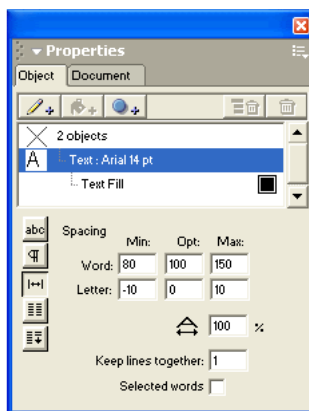 Properties
Object Document
2 objects
A Text : Arial 14 pt
Text Fill
abc Spacing
Min: Opt: Max:
¶ Word: 80 100 150
Letter: -10 0 10
100 %
Keep lines together: 1
Selected words